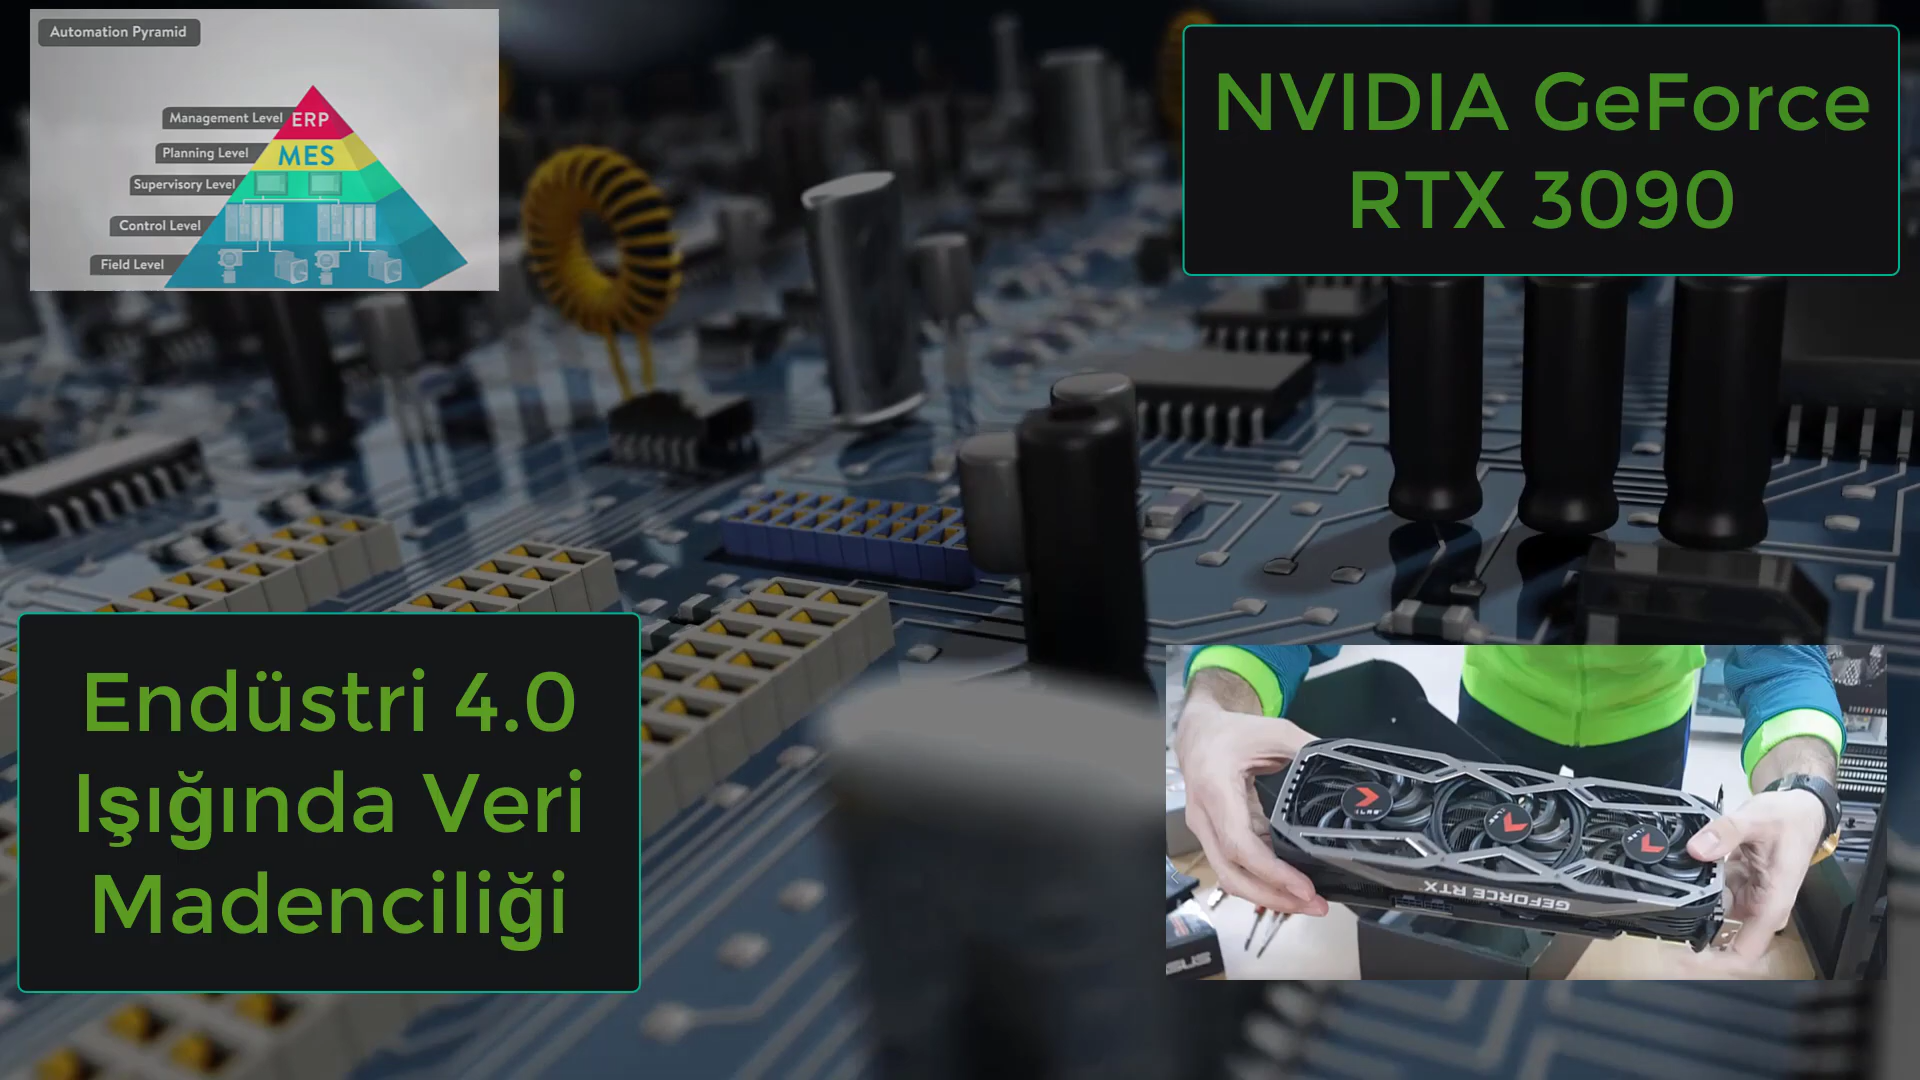 Automation Pyramid
Management Level
ERP
Planning Level
MES
Supervisory Level
Control Level
Field Level
NVIDIA GeForce
RTX 3090
Endüstri 4.0
Işığında Veri
Madenciliği
GEFORCE RTX